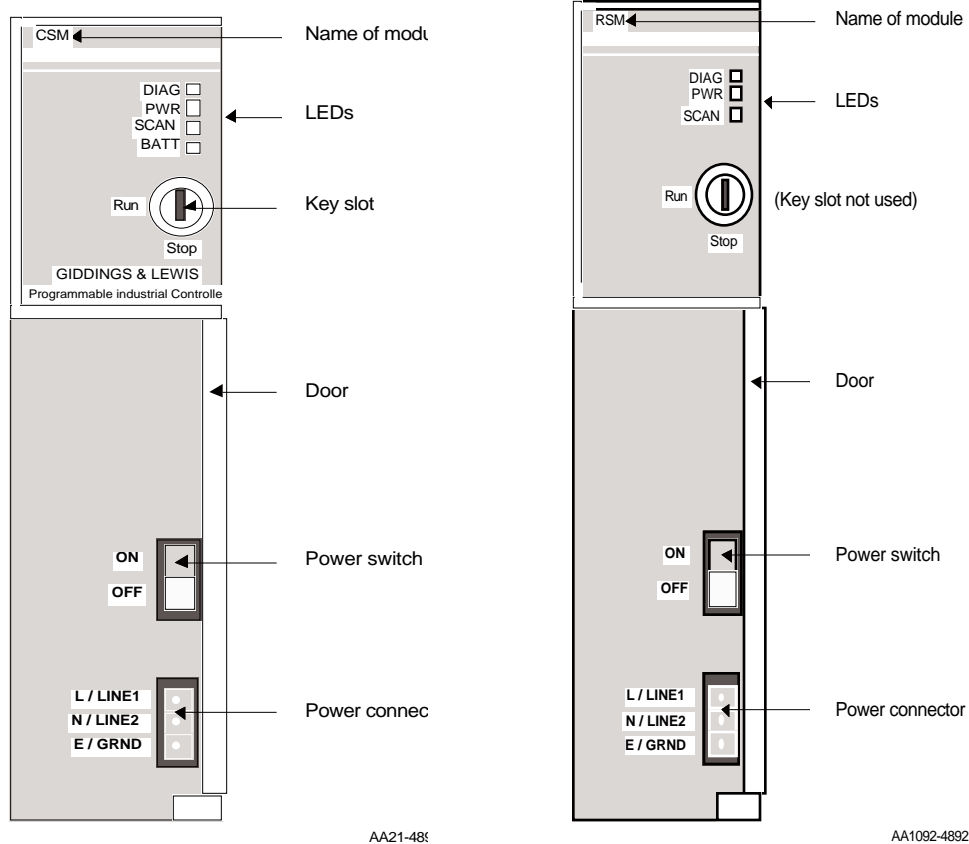 CSM
Name of modu
DIAG
PWR
SCAN
BATT
LEDs
Run
Key slot
Stop
GIDDINGS & LEWIS
Programmable industrial Controlle
Door
ON
OFF
Power switch
L / LINE1
N / LINE2
E / GRND
Power connec
AA21-489
RSM
Name of module
DIAG
PWR
SCAN
LEDs
Run
(Key slot not used)
Stop
Door
ON
OFF
Power switch
L / LINE1
N / LINE2
E / GRND
Power connector
AA1092-4892